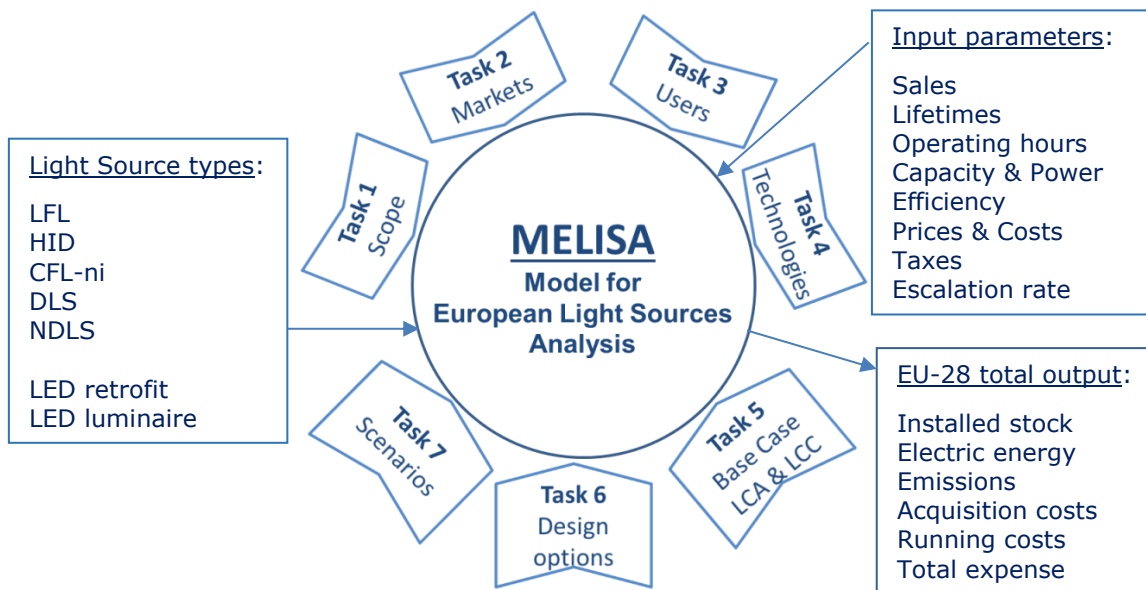 Light Source types:
LFL
HID
CFL-ni
DLS
NDLS
LED retrofit
LED luminaire
Task 1
Scope
Task 2
Markets
Task 3
Users
Task 4
Technologies
MELISA
Model for
European Light Sources
Analysis
Task 5
Base Case
LCA & LCC
Task 6
Design
options
Task 7
Scenarios
Input parameters:
Sales
Lifetimes
Operating hours
Capacity & Power
Efficiency
Prices & Costs
Taxes
Escalation rate
EU-28 total output:
Installed stock
Electric energy
Emissions
Acquisition costs
Running costs
Total expense